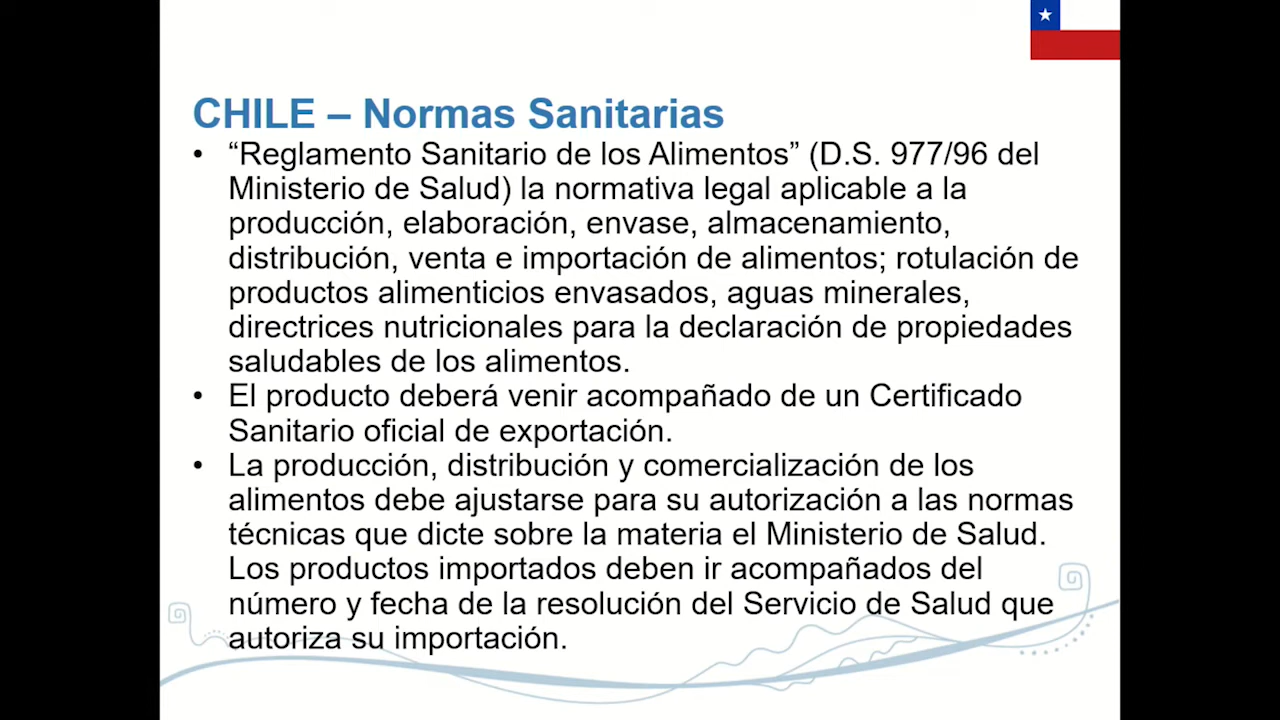 CHILE – Normas Sanitarias
• “Reglamento Sanitario de los Alimentos” (D.S. 977/96 del
Ministerio de Salud) la normativa legal aplicable a la
producción, elaboración, envase, almacenamiento,
distribución, venta e importación de alimentos; rotulación de
productos alimenticios envasados, aguas minerales,
directrices nutricionales para la declaración de propiedades
saludables de los alimentos.
• El producto deberá venir acompañado de un Certificado
Sanitario oficial de exportación.
• La producción, distribución y comercialización de los
alimentos debe ajustarse para su autorización a las normas
técnicas que dicte sobre la materia el Ministerio de Salud.
Los productos importados deben ir acompañados del
número y fecha de la resolución del Servicio de Salud que
autoriza su importación.